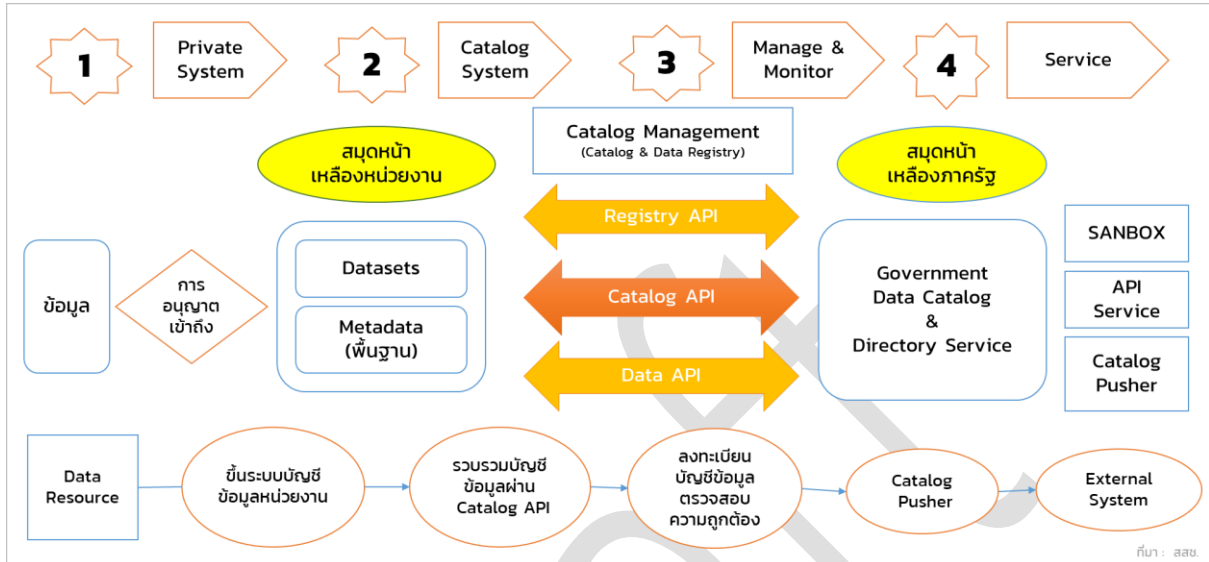 1
Private
System
2
Catalog
System
3
Manage &
Monitor
4
Service
สมุดหน้า
เหลืองหน่วยงาน
Catalog Management
(Catalog & Data Registry)
สมุดหน้า
เหลืองภาครัฐ
ข้อมูล
การ
อนุญาต
เข้าถึง
Datasets
Metadata
(พื้นฐาน)
Registry API
Catalog API
Data API
Government
Data Catalog
&
Directory Service
SANBOX
API
Service
Catalog
Pusher
Data
Resource
ขึ้นระบบบัญชี
ข้อมูลหน่วยงาน
รวบรวมบัญชี
ข้อมูลผ่าน
Catalog API
ลงทะเบียน
บัญชีข้อมูล
ตรวจสอบ
ความถูกต้อง
Catalog
Pusher
External
System
ที่มา : สสช.